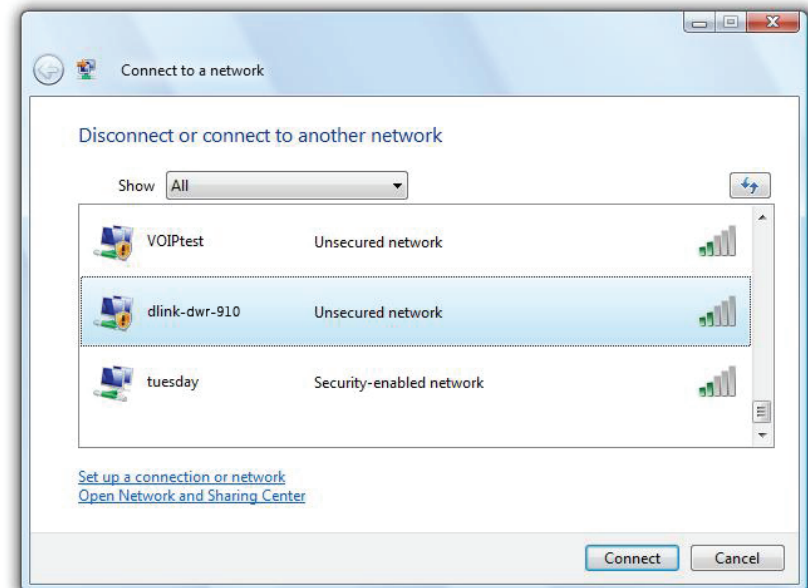 Connect to a network
Disconnect or connect to another network
Show All
VOIPtest Unsecured network
dlink-dwr-910 Unsecured network
tuesday Security-enabled network
Set up a connection or network
Open Network and Sharing Center
Connect Cancel